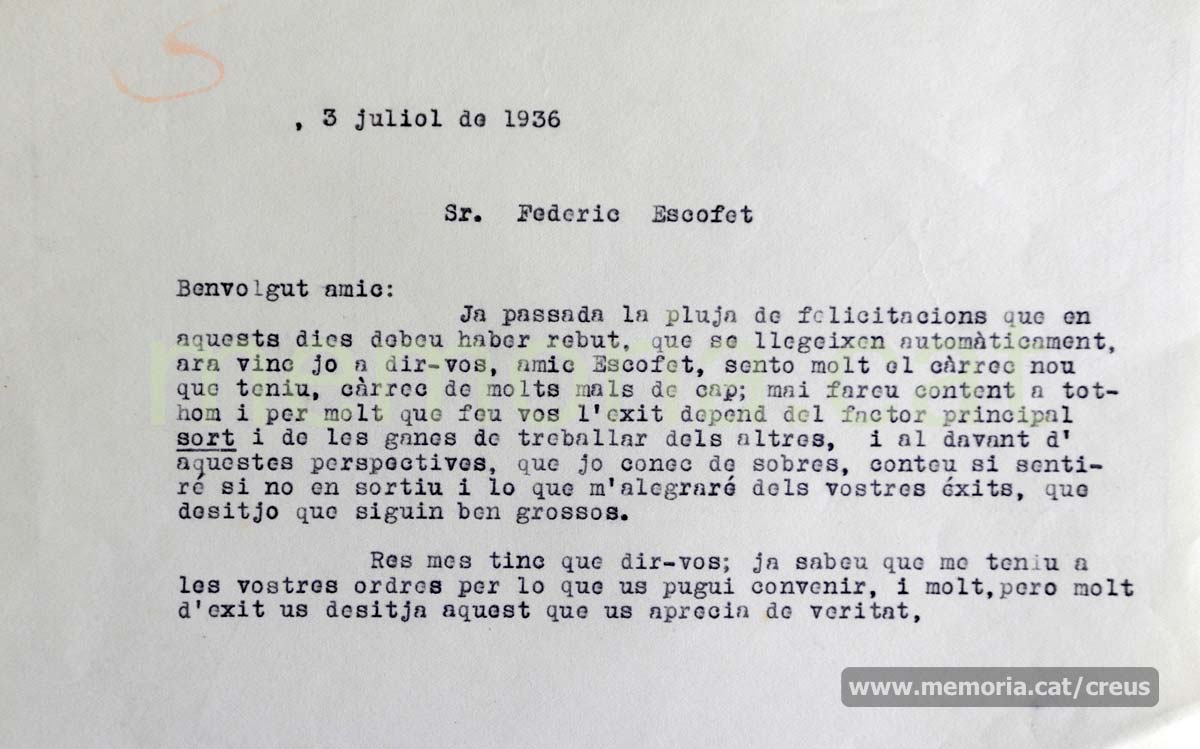 , 3 juliol de 1936
Sr. Federic Escofet
Benvolgut amic:
Ja passada la pluja de felicitacions que en
aquests dies debeu haber rebut, que se llegeixen automàticament,
ara vinc jo a dir-vos, amic Escofet, sento molt el càrrec nou
que teniu, càrrec de molts mals de cap; mai fareu content a tot-
hom i per molt que feu vos l'exit depend del factor principal
sort i de les ganes de treballar dels altres, i al davant d'
aquestes perspectives, que jo conec de sobres, conteu si senti-
ré si no en sortiu i lo que m'alegraré dels vostres éxits, que
desitjo que siguin ben grossos.
Res mes tinc que dir-vos; ja sabeu que me teniu a
les vostres ordres per lo que us pugui convenir, i molt,pero molt
d'exit us desitja aquest que us aprecia de veritat,
www.memoria.cat/creus